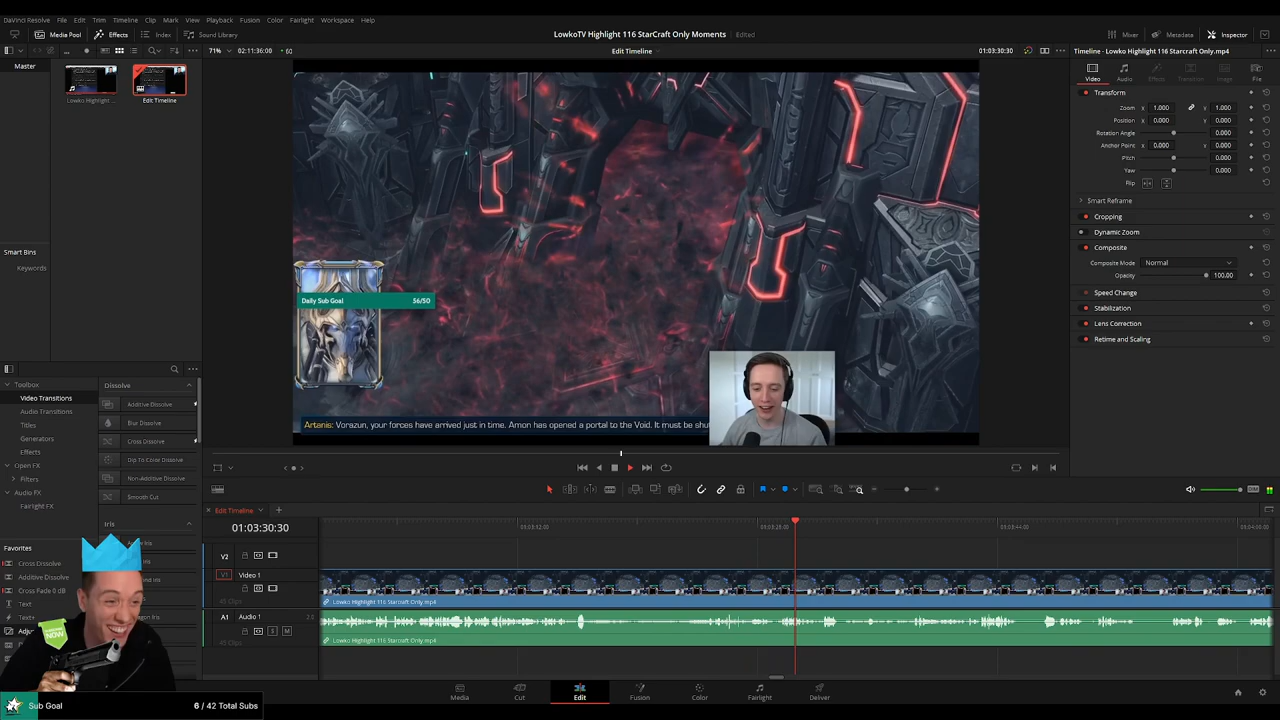 DaVinci Resolve File Edit Trim Timeline Clip Mark View Playback Fusion Color Fairlight Workspace Help
Media Pool Effects Index Sound Library
LowkoTV Highlight 116 StarCraft Only Moments Edited
Mixer Metadata Inspector
71% 02:11:36:00
Edit Timeline
01:03:30:30
Timeline - Lowko Highlight 116 Starcraft Only.mp4
Master
Lowko Highlight ...
Edit Timeline
Video Audio Effects Transition Image File
Transform
Zoom X 1.000 Y 1.000
Position X 0.000 Y 0.000
Rotation Angle 0.000
Anchor Point X 0.000 Y 0.000
Pitch 0.000
Yaw 0.000
Flip
Smart Reframe
Cropping
Dynamic Zoom
Composite
Composite Mode Normal
Opacity 100.00
Speed Change
Stabilization
Lens Correction
Retime and Scaling
Smart Bins
Keywords
Daily Sub Goal 56/50
Artanis: Vorazun, your forces have arrived just in time. Amon has opened a portal to the Void. It must be shu
Toolbox
Video Transitions
Audio Transitions
Titles
Generators
Effects
Open FX
Filters
Audio FX
Fairlight FX
Dissolve
Additive Dissolve
Blur Dissolve
Cross Dissolve
Dip To Color Dissolve
Non-Additive Dissolve
Smooth Cut
Iris
Favorites
Cross Dissolve
Additive Dissolve
Cross Fade 0 dB
Text
Text+
Edit Timeline
01:03:30:30
V2
V1 Video 1
Lowko Highlight 116 Starcraft Only.mp4
A1 Audio 1
S M
Lowko Highlight 116 Starcraft Only.mp4
Sub Goal 6 / 42 Total Subs
Media Cut Edit Fusion Color Fairlight Deliver